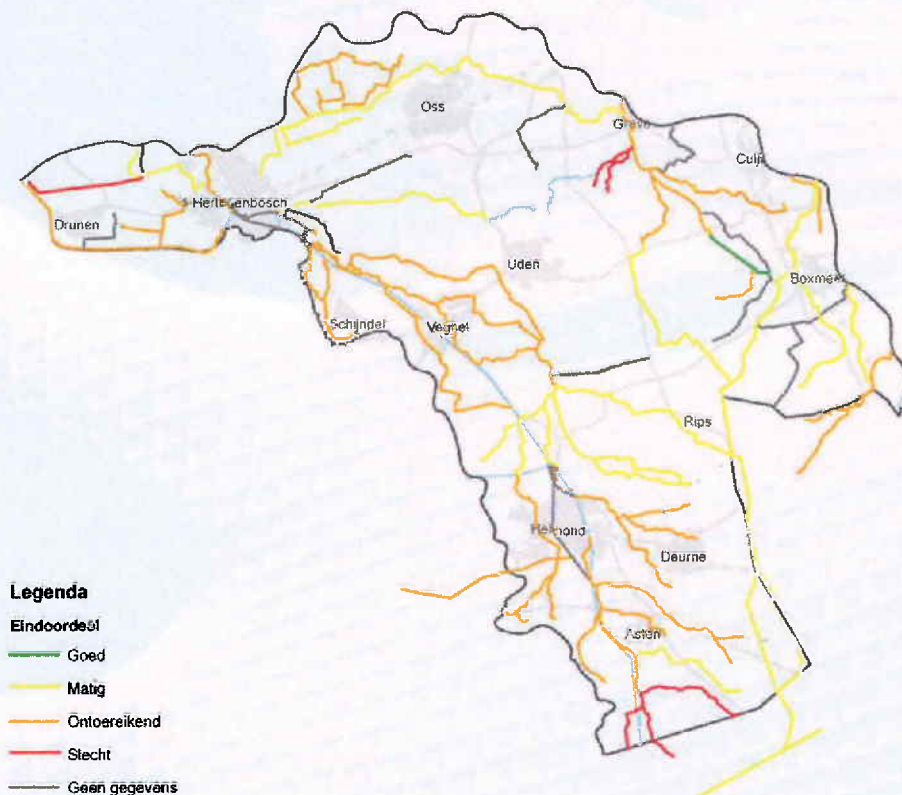 Oss
Grave
Cuijk
Hertogenbosch
Drunen
Uden
Boxmeer
Schijndel
Veghel
Rips
Helmond
Deurne
Asten
Legenda
Eindoordeel
Goed
Matig
Ontoereikend
Slecht
Geen gegevens